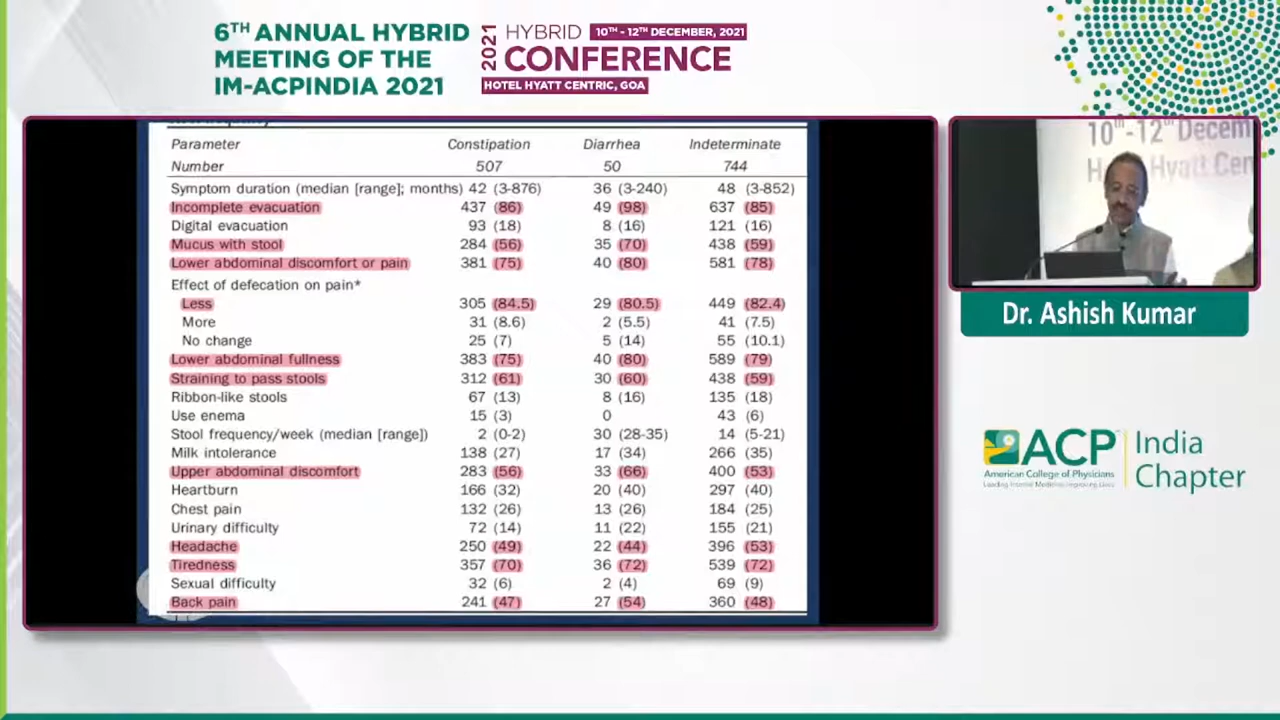 6TH ANNUAL HYBRID
MEETING OF THE
IM-ACPINDIA 2021
2021
HYBRID 10TH - 12TH DECEMBER, 2021
CONFERENCE
HOTEL HYATT CENTRIC, GOA
Parameter Constipation Diarrhea Indeterminate
Number 507 50 744
Symptom duration (median [range]; months) 42 (3-876) 36 (3-240) 48 (3-852)
Incomplete evacuation 437 (86) 49 (98) 637 (85)
Digital evacuation 93 (18) 8 (16) 121 (16)
Mucus with stool 284 (56) 35 (70) 438 (59)
Lower abdominal discomfort or pain 381 (75) 40 (80) 581 (78)
Effect of defecation on pain*
Less 305 (84.5) 29 (80.5) 449 (82.4)
More 31 (8.6) 2 (5.5) 41 (7.5)
No change 25 (7) 5 (14) 55 (10.1)
Lower abdominal fullness 383 (75) 40 (80) 589 (79)
Straining to pass stools 312 (61) 30 (60) 438 (59)
Ribbon-like stools 67 (13) 8 (16) 135 (18)
Use enema 15 (3) 0 43 (6)
Stool frequency/week (median [range]) 2 (0-2) 30 (28-35) 14 (5-21)
Milk intolerance 138 (27) 17 (34) 266 (35)
Upper abdominal discomfort 283 (56) 33 (66) 400 (53)
Heartburn 166 (32) 20 (40) 297 (40)
Chest pain 132 (26) 13 (26) 184 (25)
Urinary difficulty 72 (14) 11 (22) 155 (21)
Headache 250 (49) 22 (44) 396 (53)
Tiredness 357 (70) 36 (72) 539 (72)
Sexual difficulty 32 (6) 2 (4) 69 (9)
Back pain 241 (47) 27 (54) 360 (48)
10th-12th Decem
Hyatt Cen
Dr. Ashish Kumar
ACP
American College of Physicians
Leading Internal Medicine, Improving Lives
India
Chapter